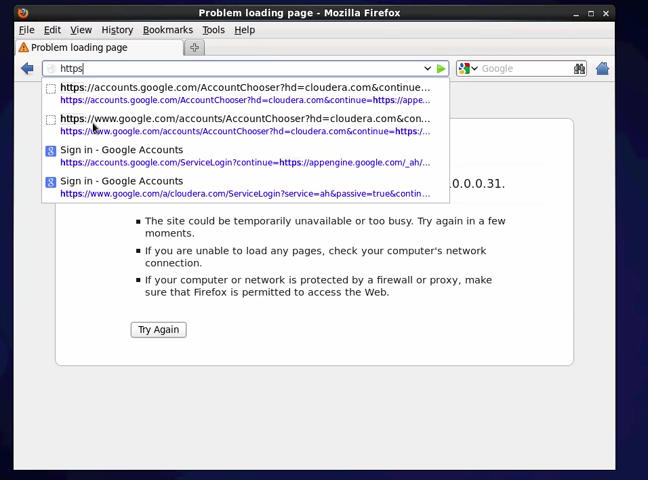 Problem loading page - Mozilla Firefox
File Edit View History Bookmarks Tools Help
Problem loading page
https
Google
https://accounts.google.com/AccountChooser?hd=cloudera.com&continue...
https://accounts.google.com/AccountChooser?hd=cloudera.com&continue=https://appe...
https://www.google.com/accounts/AccountChooser?hd=cloudera.com&con...
https://www.google.com/accounts/AccountChooser?hd=cloudera.com&continue=https:/...
Sign in - Google Accounts
https://accounts.google.com/ServiceLogin?continue=https://appengine.google.com/_ah/...
Sign in - Google Accounts
https://www.google.com/a/cloudera.com/ServiceLogin?service=ah&passive=true&contin...
.0.0.31.
The site could be temporarily unavailable or too busy. Try again in a few
moments.
If you are unable to load any pages, check your computer's network
connection.
If your computer or network is protected by a firewall or proxy, make
sure that Firefox is permitted to access the Web.
Try Again